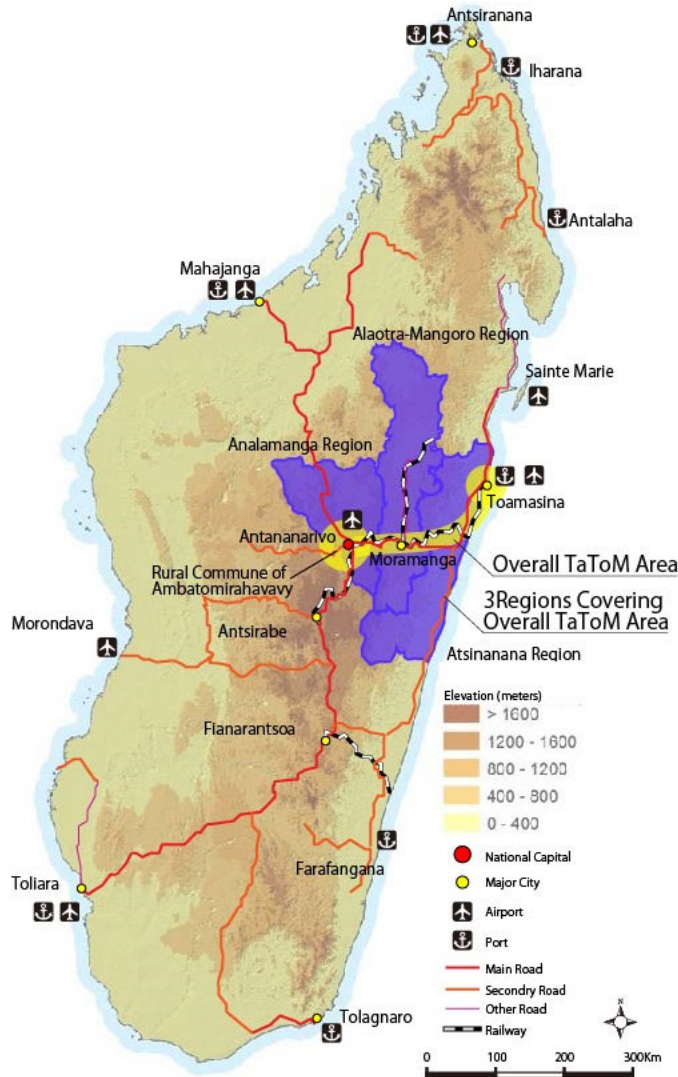 Antsiranana
Iharana
Antalaha
Mahajanga
Alaotra-Mangoro Region
Sainte Marie
Analamanga Region
Toamasina
Antananarivo
Moramanga
Overall TaToM Area
Rural Commune of
Ambatomirahavavy
3Regions Covering
Overall TaToM Area
Morondava
Antsirabe
Atsinanana Region
Elevation (meters)
> 1600
1200 - 1600
800 - 1200
400 - 800
0 - 400
Fianarantsoa
National Capital
Major City
Farafangana
Toliara
Airport
Port
Main Road
Secondry Road
Other Road
Railway
Tolagnaro
N
0 100 200 300Km